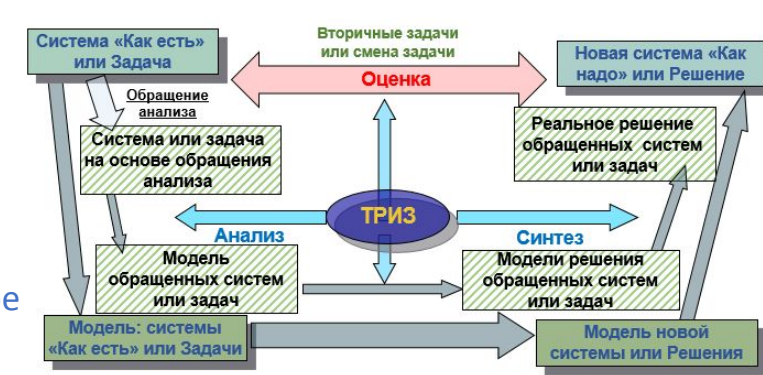 Вторичные задачи
или смена задачи
Система «Как есть»
или Задача
Оценка
Новая система «Как
надо» или Решение
Обращение
анализа
Система или задача
на основе обращения
анализа
Реальное решение
обращенных систем
или задач
ТРИЗ
Анализ
Синтез
Модель
обращенных систем
или задач
Модели решения
обращенных систем
или задач
е
Модель: системы
«Как есть» или Задачи
Модель новой
системы или Решения